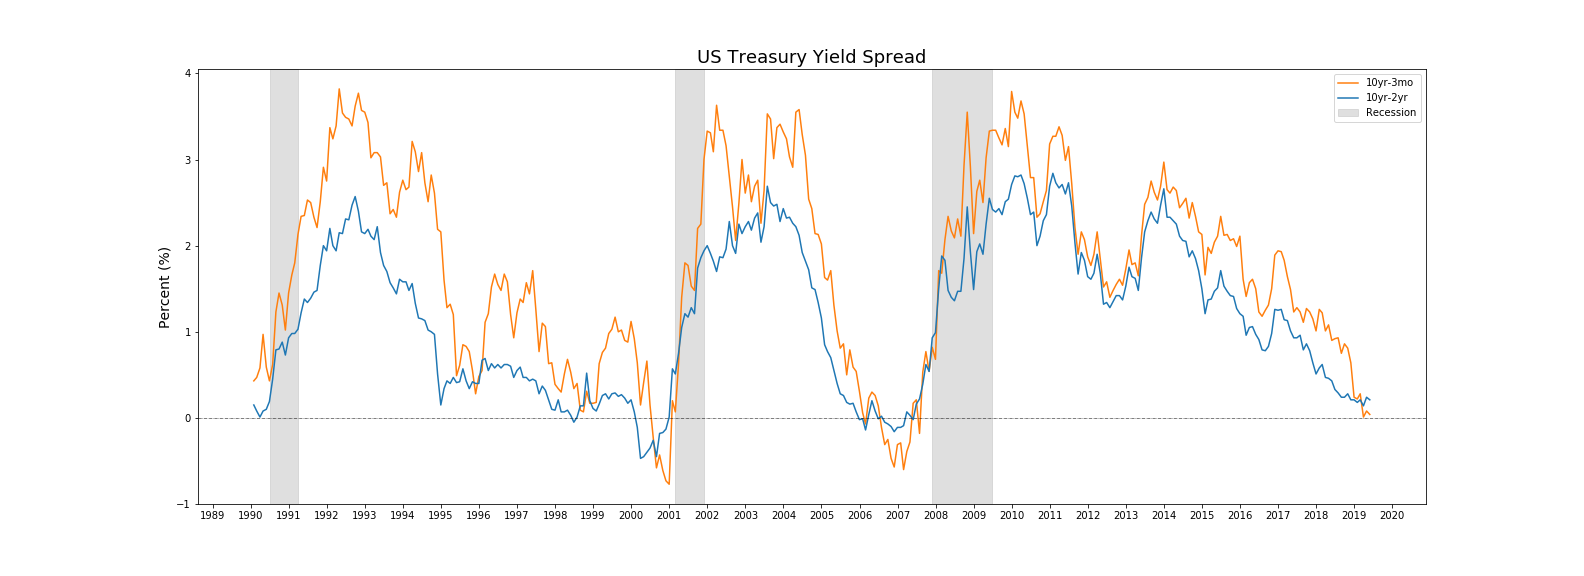 US Treasury Yield Spread
10yr-3mo
10yr-2yr
Recession
Percent (%)
4
3
2
1
0
−1
1989 1990 1991 1992 1993 1994 1995 1996 1997 1998 1999 2000 2001 2002 2003 2004 2005 2006 2007 2008 2009 2010 2011 2012 2013 2014 2015 2016 2017 2018 2019 2020